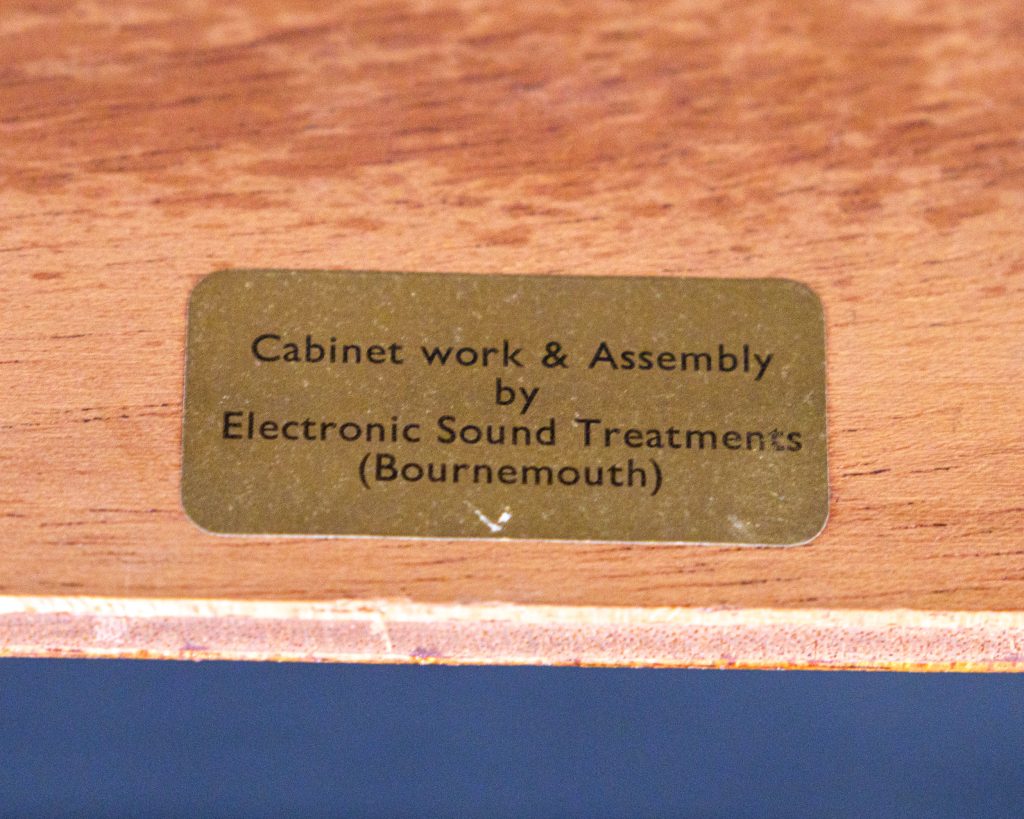 Cabinet work & Assembly
by
Electronic Sound Treatments
(Bournemouth)